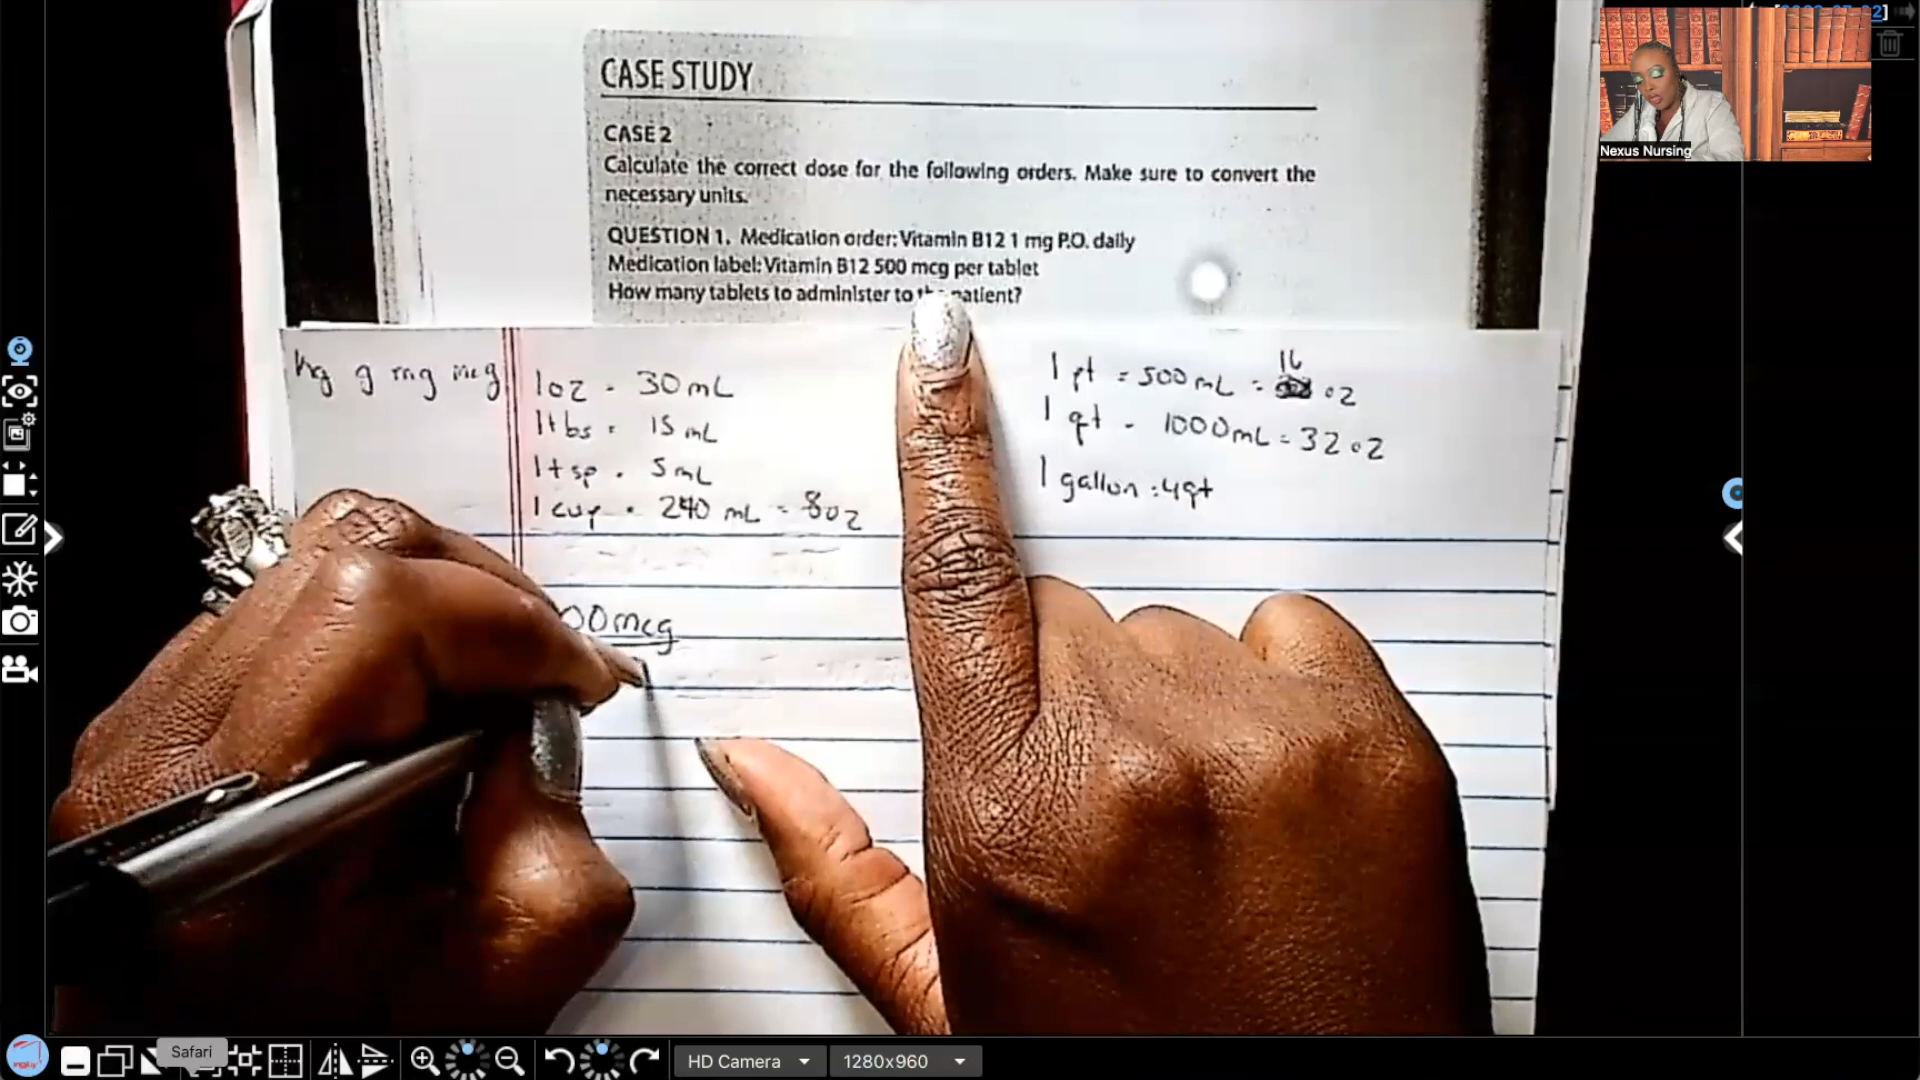 CASE STUDY
CASE 2
Calculate the correct dose for the following orders. Make sure to convert the
necessary units.
QUESTION 1. Medication order: Vitamin B12 1 mg P.O. daily
Medication label: Vitamin B12 500 mcg per tablet
How many tablets to administer to the patient?
kg g mg mcg
1oz - 30mL
1tbs = 15mL
1tsp = 5mL
1 cup = 240 mL = 8oz
1 pt = 500mL = 16 oz
1 qt - 1000mL = 32oz
1 gallon = 4qt
00mcg
Nexus Nursing
Safari
HD Camera
1280x960